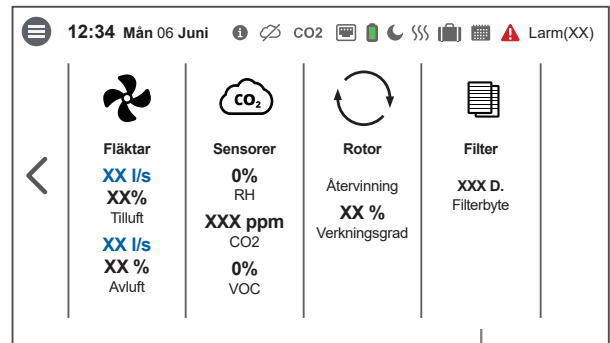 12:34 Mån 06 Juni CO2 Larm(XX)
CO₂
Fläktar
XX l/s
XX%
Tilluft
XX l/s
XX %
Avluft
Sensorer
0%
RH
XXX ppm
CO2
0%
VOC
Rotor
Återvinning
XX %
Verkningsgrad
Filter
XXX D.
Filterbyte